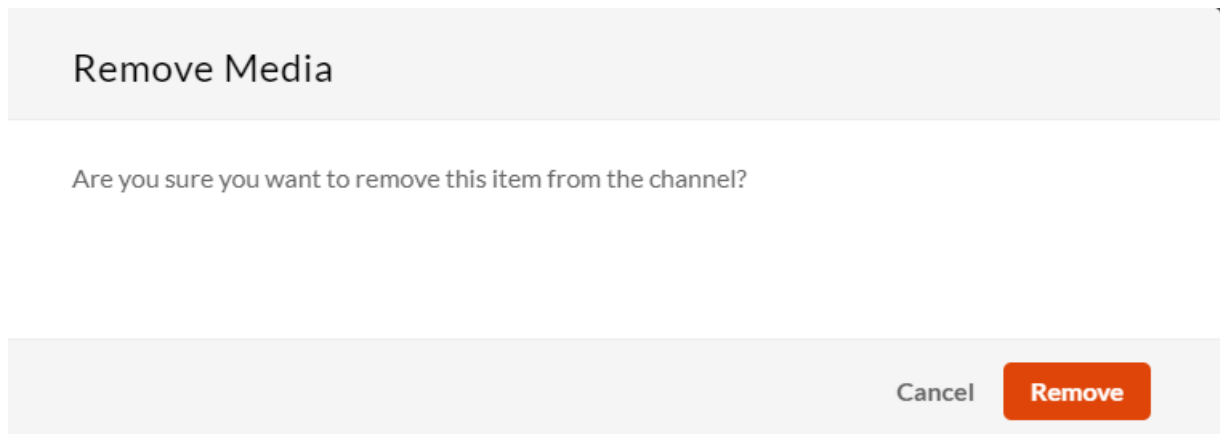 Remove Media
Are you sure you want to remove this item from the channel?
Cancel Remove